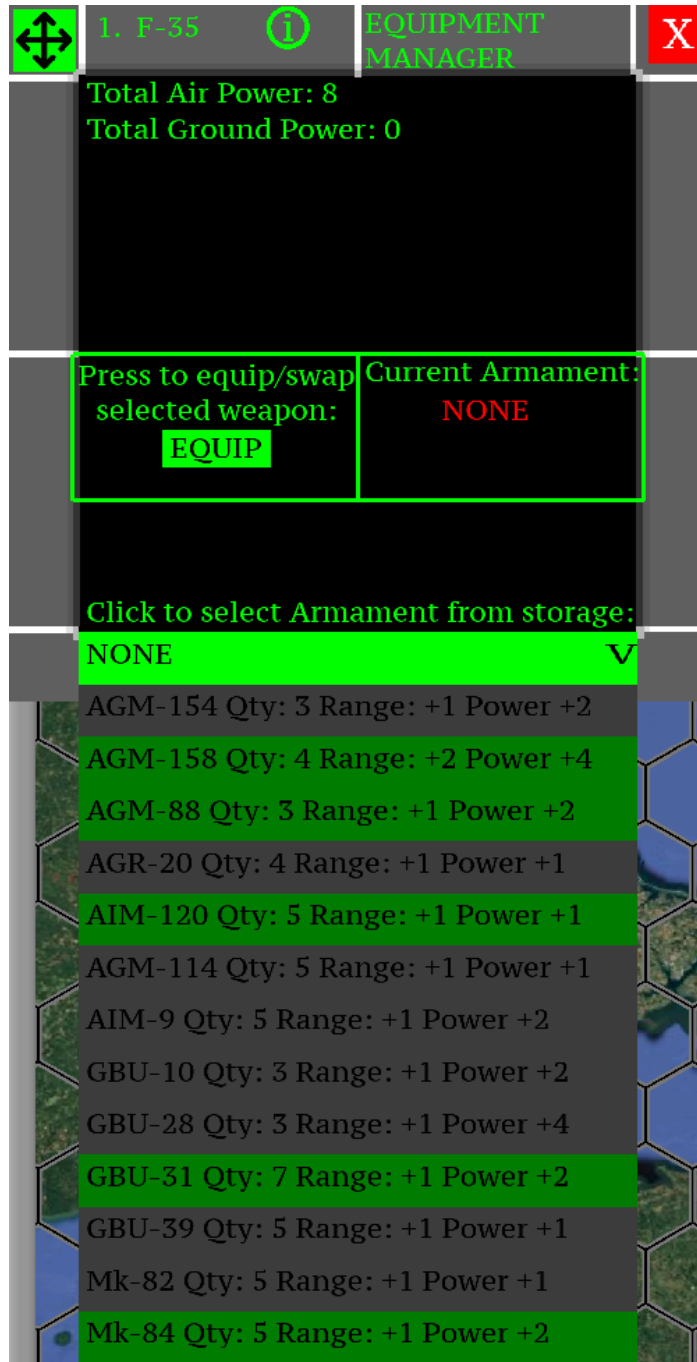 1. F-35
i
EQUIPMENT
MANAGER
X
Total Air Power: 8
Total Ground Power: 0
Press to equip/swap
selected weapon:
EQUIP
Current Armament:
NONE
Click to select Armament from storage:
NONE V
AGM-154 Qty: 3 Range: +1 Power +2
AGM-158 Qty: 4 Range: +2 Power +4
AGM-88 Qty: 3 Range: +1 Power +2
AGR-20 Qty: 4 Range: +1 Power +1
AIM-120 Qty: 5 Range: +1 Power +1
AGM-114 Qty: 5 Range: +1 Power +1
AIM-9 Qty: 5 Range: +1 Power +2
GBU-10 Qty: 3 Range: +1 Power +2
GBU-28 Qty: 3 Range: +1 Power +4
GBU-31 Qty: 7 Range: +1 Power +2
GBU-39 Qty: 5 Range: +1 Power +1
Mk-82 Qty: 5 Range: +1 Power +1
Mk-84 Qty: 5 Range: +1 Power +2